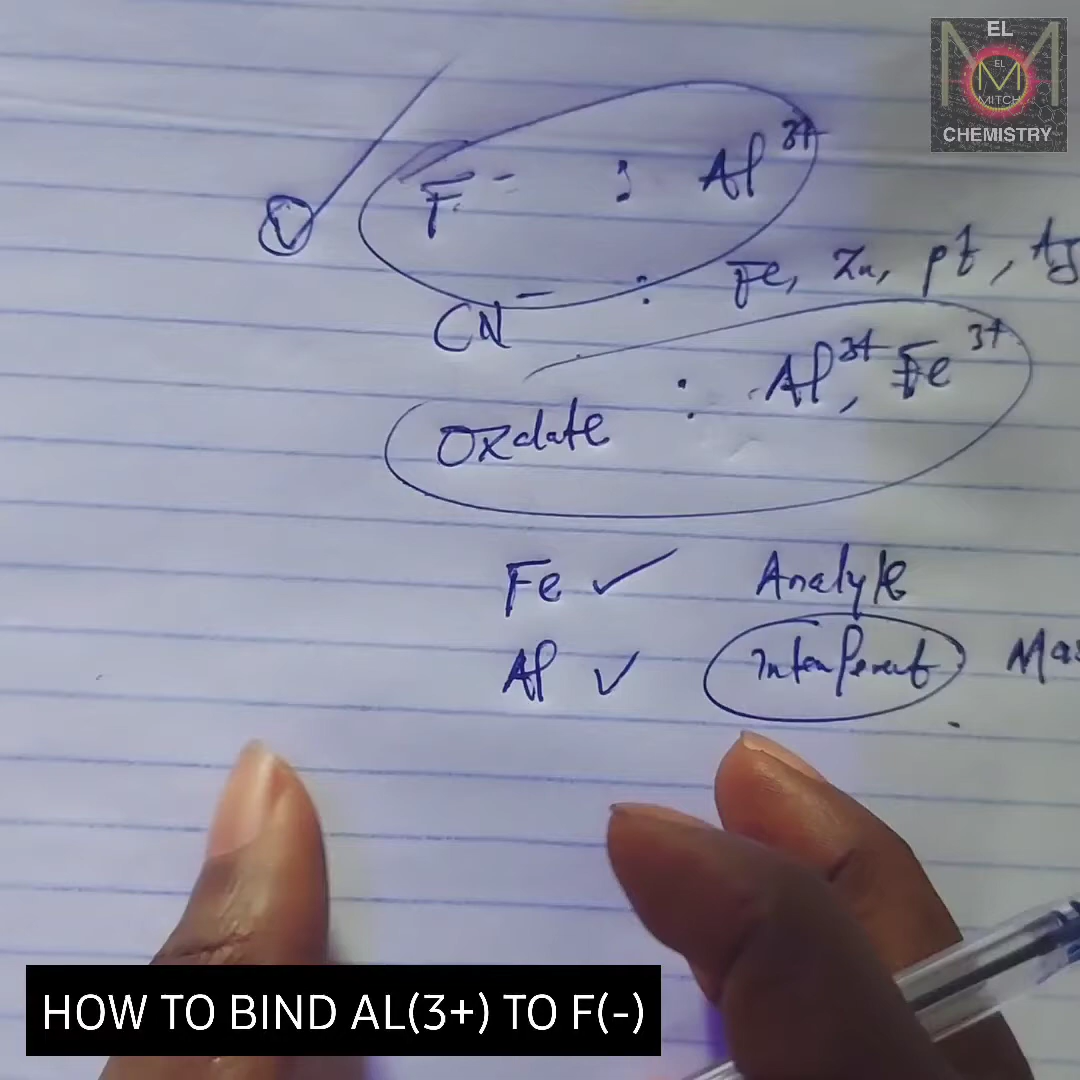 EL
EL
MITCH
CHEMISTRY
F⁻ : Al³⁺
CN⁻ : Fe, Zn, pt, Ag
Oxalate : Al³⁺, Fe³⁺
Fe ✓ Analyte
Al ✓ Interferent
HOW TO BIND AL(3+) TO F(-)